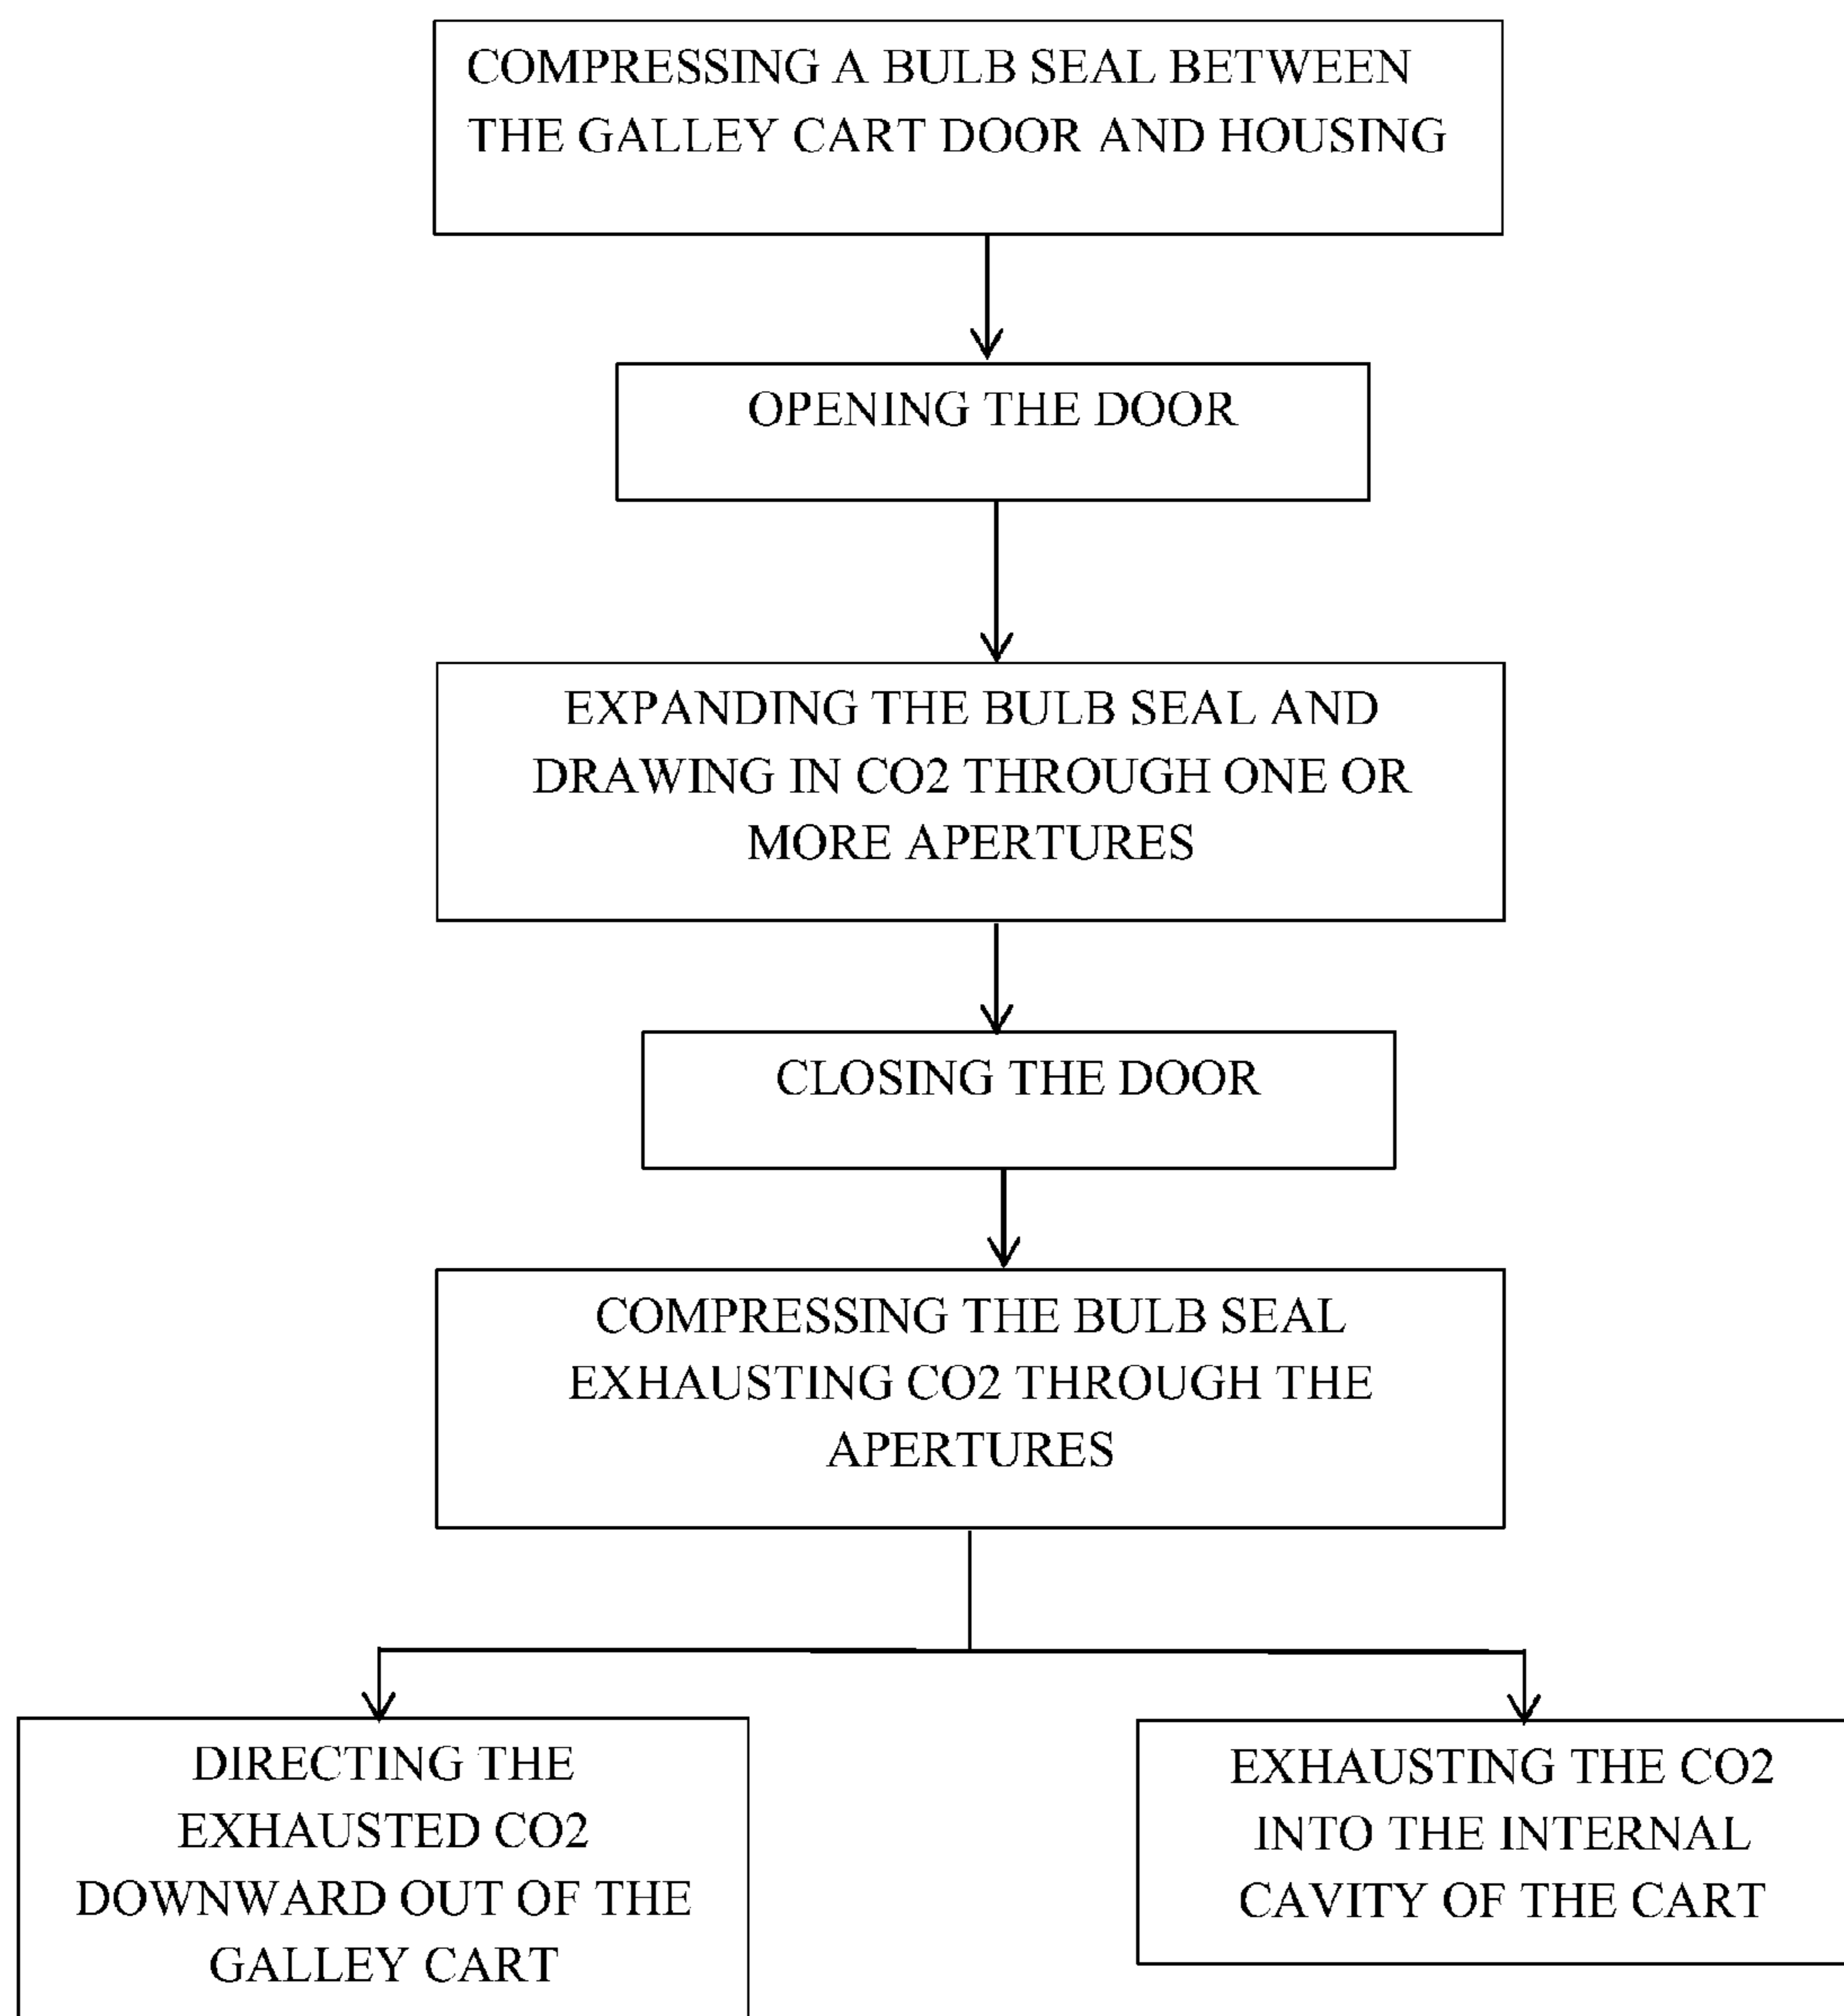 COMPRESSING A BULB SEAL BETWEEN
THE GALLEY CART DOOR AND HOUSING
OPENING THE DOOR
EXPANDING THE BULB SEAL AND
DRAWING IN CO2 THROUGH ONE OR
MORE APERTURES
CLOSING THE DOOR
COMPRESSING THE BULB SEAL
EXHAUSTING CO2 THROUGH THE
APERTURES
DIRECTING THE
EXHAUSTED CO2
DOWNWARD OUT OF THE
GALLEY CART
EXHAUSTING THE CO2
INTO THE INTERNAL
CAVITY OF THE CART